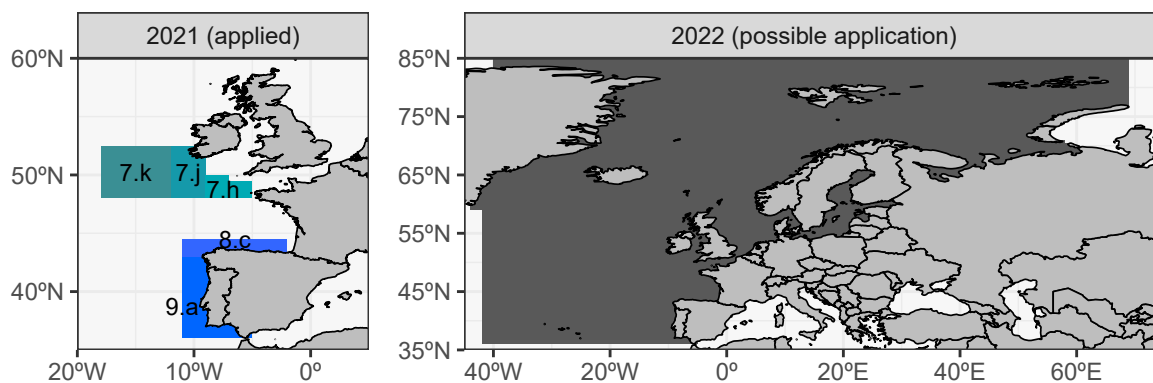 2021 (applied)
2022 (possible application)
60ºN
50ºN
40ºN
7.k
7.j
7.h
8.c
9.a
20ºW
10ºW
0º
85ºN
75ºN
65ºN
55ºN
45ºN
35ºN
40ºW
20ºW
0º
20ºE
40ºE
60ºE